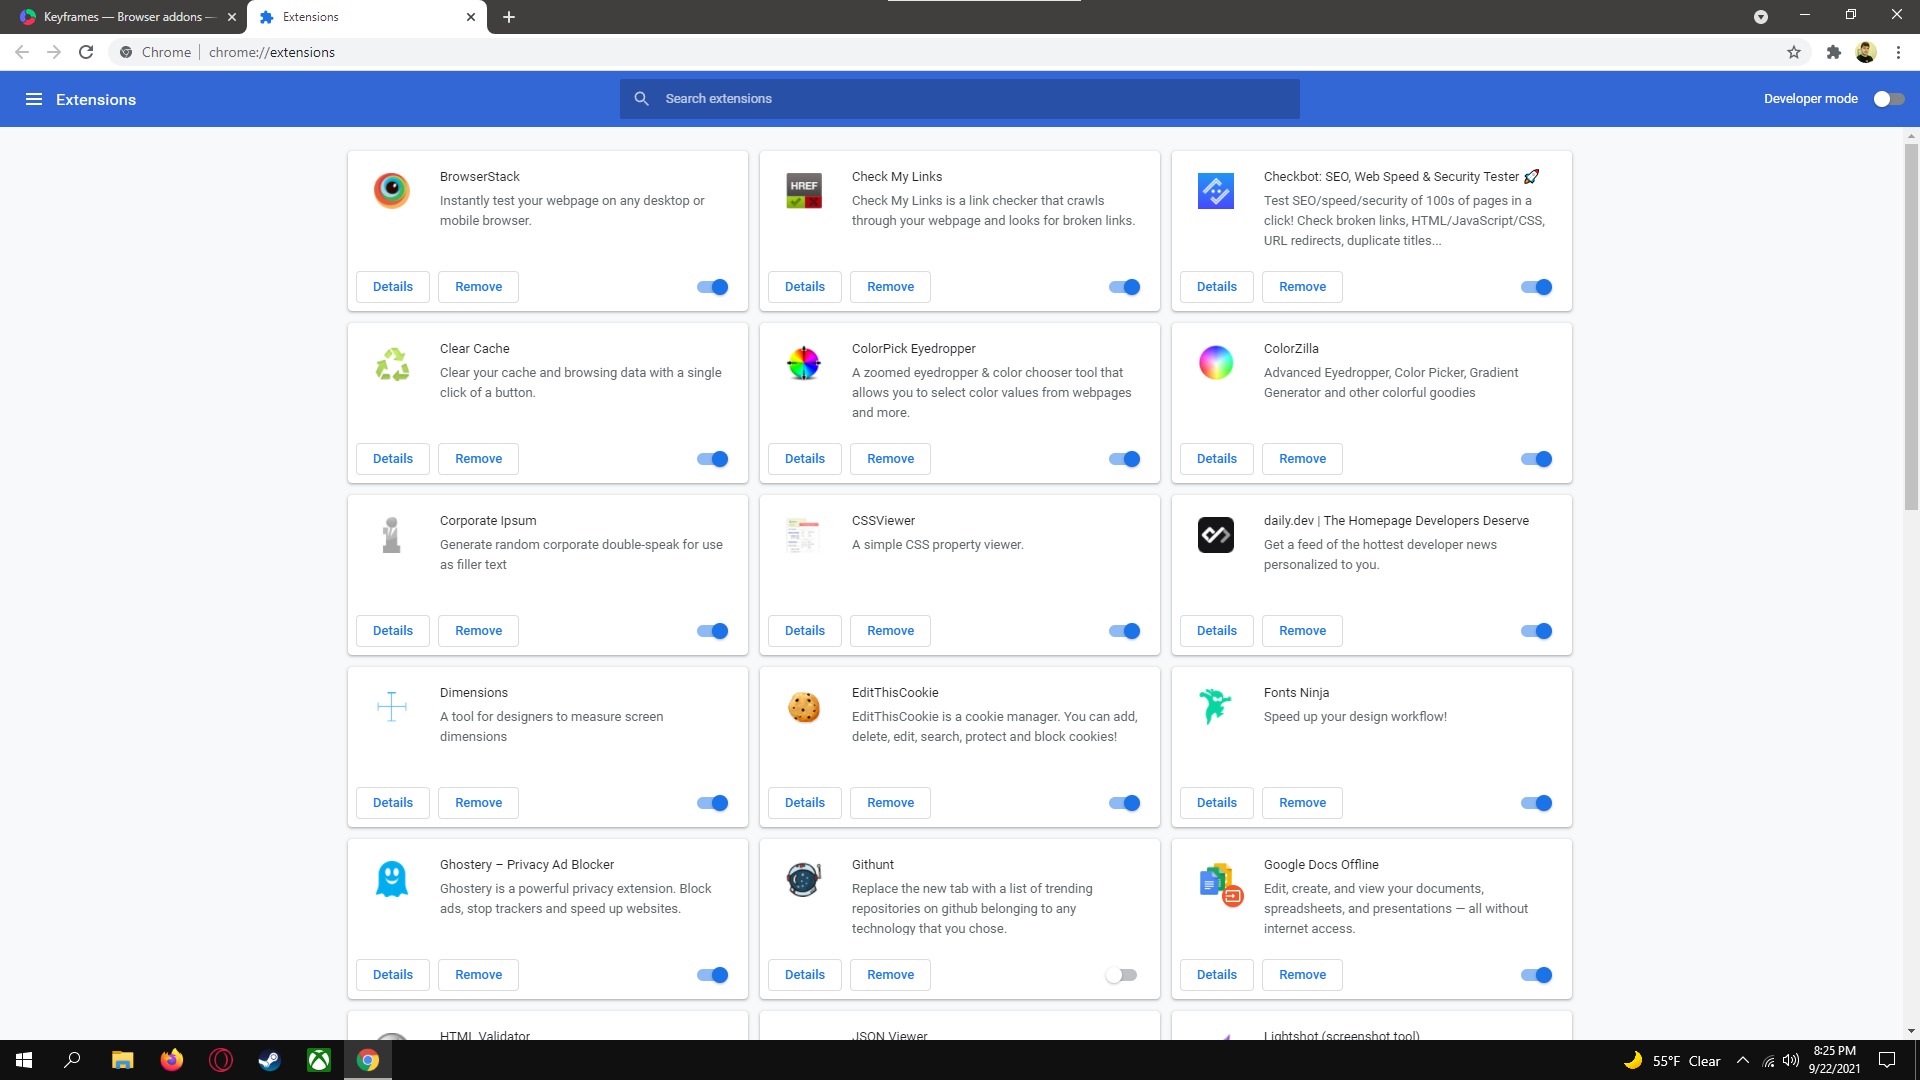 Keyframes — Browser addons —
Extensions
Chrome
chrome://extensions
Extensions
Search extensions
Developer mode
BrowserStack
Instantly test your webpage on any desktop or
mobile browser.
Details
Remove
HREF
Check My Links
Check My Links is a link checker that crawls
through your webpage and looks for broken links.
Details
Remove
Checkbot: SEO, Web Speed & Security Tester 🚀
Test SEO/speed/security of 100s of pages in a
click! Check broken links, HTML/JavaScript/CSS,
URL redirects, duplicate titles...
Details
Remove
Clear Cache
Clear your cache and browsing data with a single
click of a button.
Details
Remove
ColorPick Eyedropper
A zoomed eyedropper & color chooser tool that
allows you to select color values from webpages
and more.
Details
Remove
ColorZilla
Advanced Eyedropper, Color Picker, Gradient
Generator and other colorful goodies
Details
Remove
Corporate Ipsum
Generate random corporate double-speak for use
as filler text
Details
Remove
CSSViewer
A simple CSS property viewer.
Details
Remove
daily.dev | The Homepage Developers Deserve
Get a feed of the hottest developer news
personalized to you.
Details
Remove
Dimensions
A tool for designers to measure screen
dimensions
Details
Remove
EditThisCookie
EditThisCookie is a cookie manager. You can add,
delete, edit, search, protect and block cookies!
Details
Remove
Fonts Ninja
Speed up your design workflow!
Details
Remove
Ghostery – Privacy Ad Blocker
Ghostery is a powerful privacy extension. Block
ads, stop trackers and speed up websites.
Details
Remove
Githunt
Replace the new tab with a list of trending
repositories on github belonging to any
technology that you chose.
Details
Remove
Google Docs Offline
Edit, create, and view your documents,
spreadsheets, and presentations — all without
internet access.
Details
Remove
HTML Validator
JSON Viewer
Lightshot (screenshot tool)
55°F Clear
8:25 PM
9/22/2021